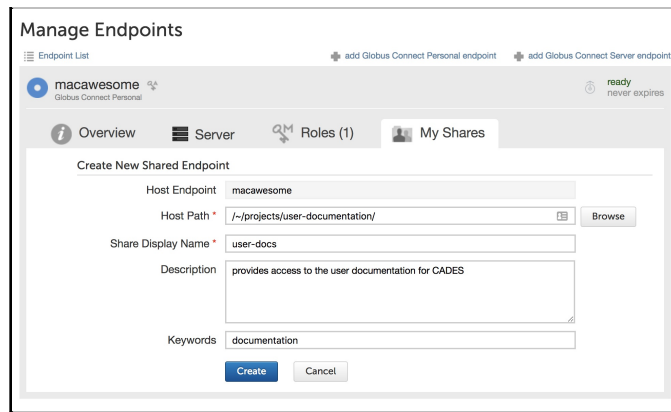 Manage Endpoints
Endpoint List add Globus Connect Personal endpoint add Globus Connect Server endpoint
macawesome ready
Globus Connect Personal never expires
Overview Server Roles (1) My Shares
Create New Shared Endpoint
Host Endpoint macawesome
Host Path * /~/projects/user-documentation/ Browse
Share Display Name * user-docs
Description provides access to the user documentation for CADES
Keywords documentation
Create Cancel